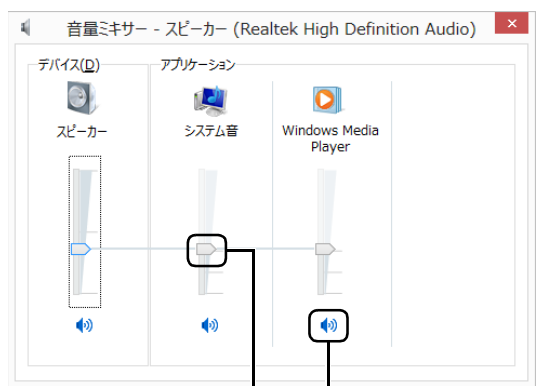 音量ミキサー - スピーカー (Realtek High Definition Audio)
デバイス(D)
アプリケーション
スピーカー
システム音
Windows Media
Player